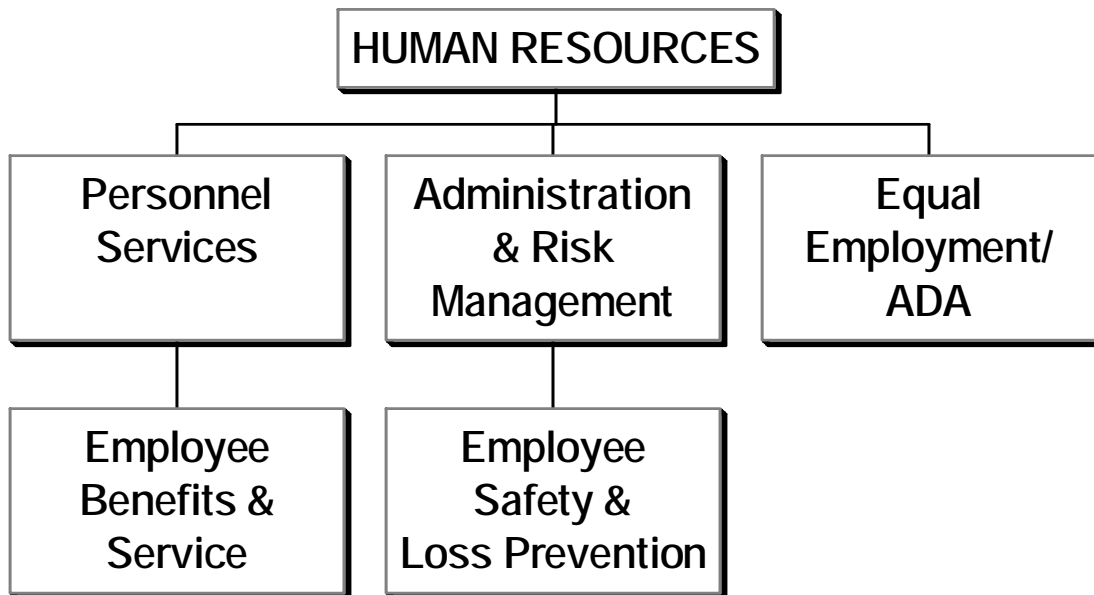 HUMAN RESOURCES
Personnel
Services
Administration
& Risk
Management
Equal
Employment/
ADA
Employee
Benefits &
Service
Employee
Safety &
Loss Prevention